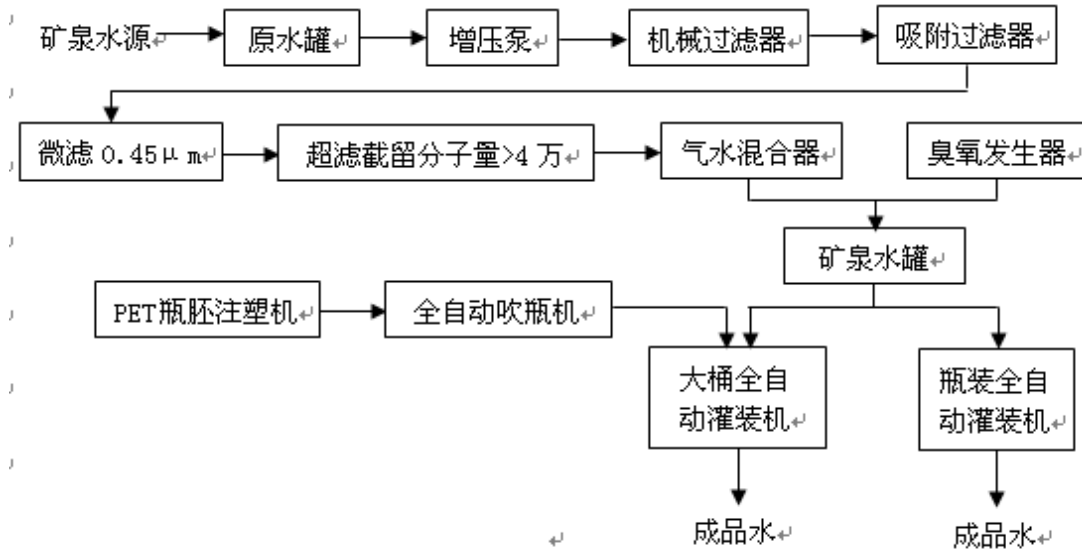 矿泉水源
原水罐
增压泵
机械过滤器
吸附过滤器
微滤 0.45μm
超滤截留分子量>4 万
气水混合器
臭氧发生器
矿泉水罐
PET瓶胚注塑机
全自动吹瓶机
大桶全自
动灌装机
瓶装全自
动灌装机
成品水
成品水